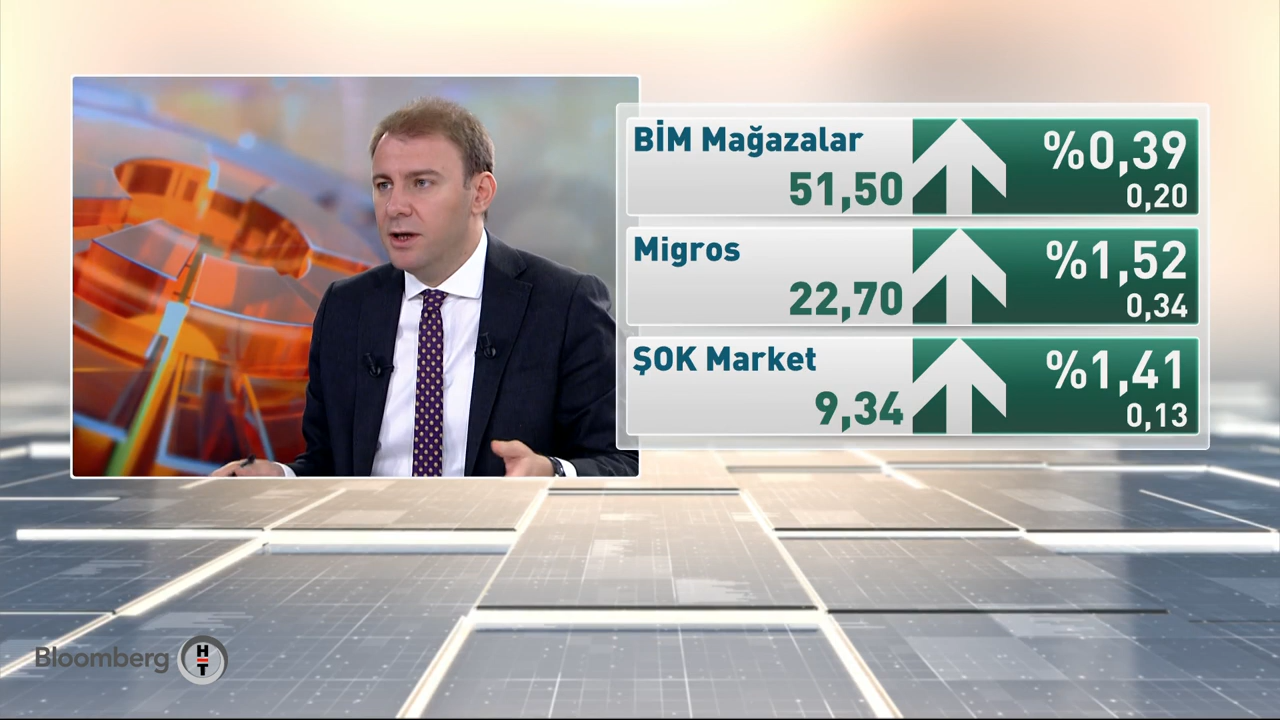 BİM Mağazalar
51,50
%0,39
0,20
Migros
22,70
%1,52
0,34
ŞOK Market
9,34
%1,41
0,13
Bloomberg HT